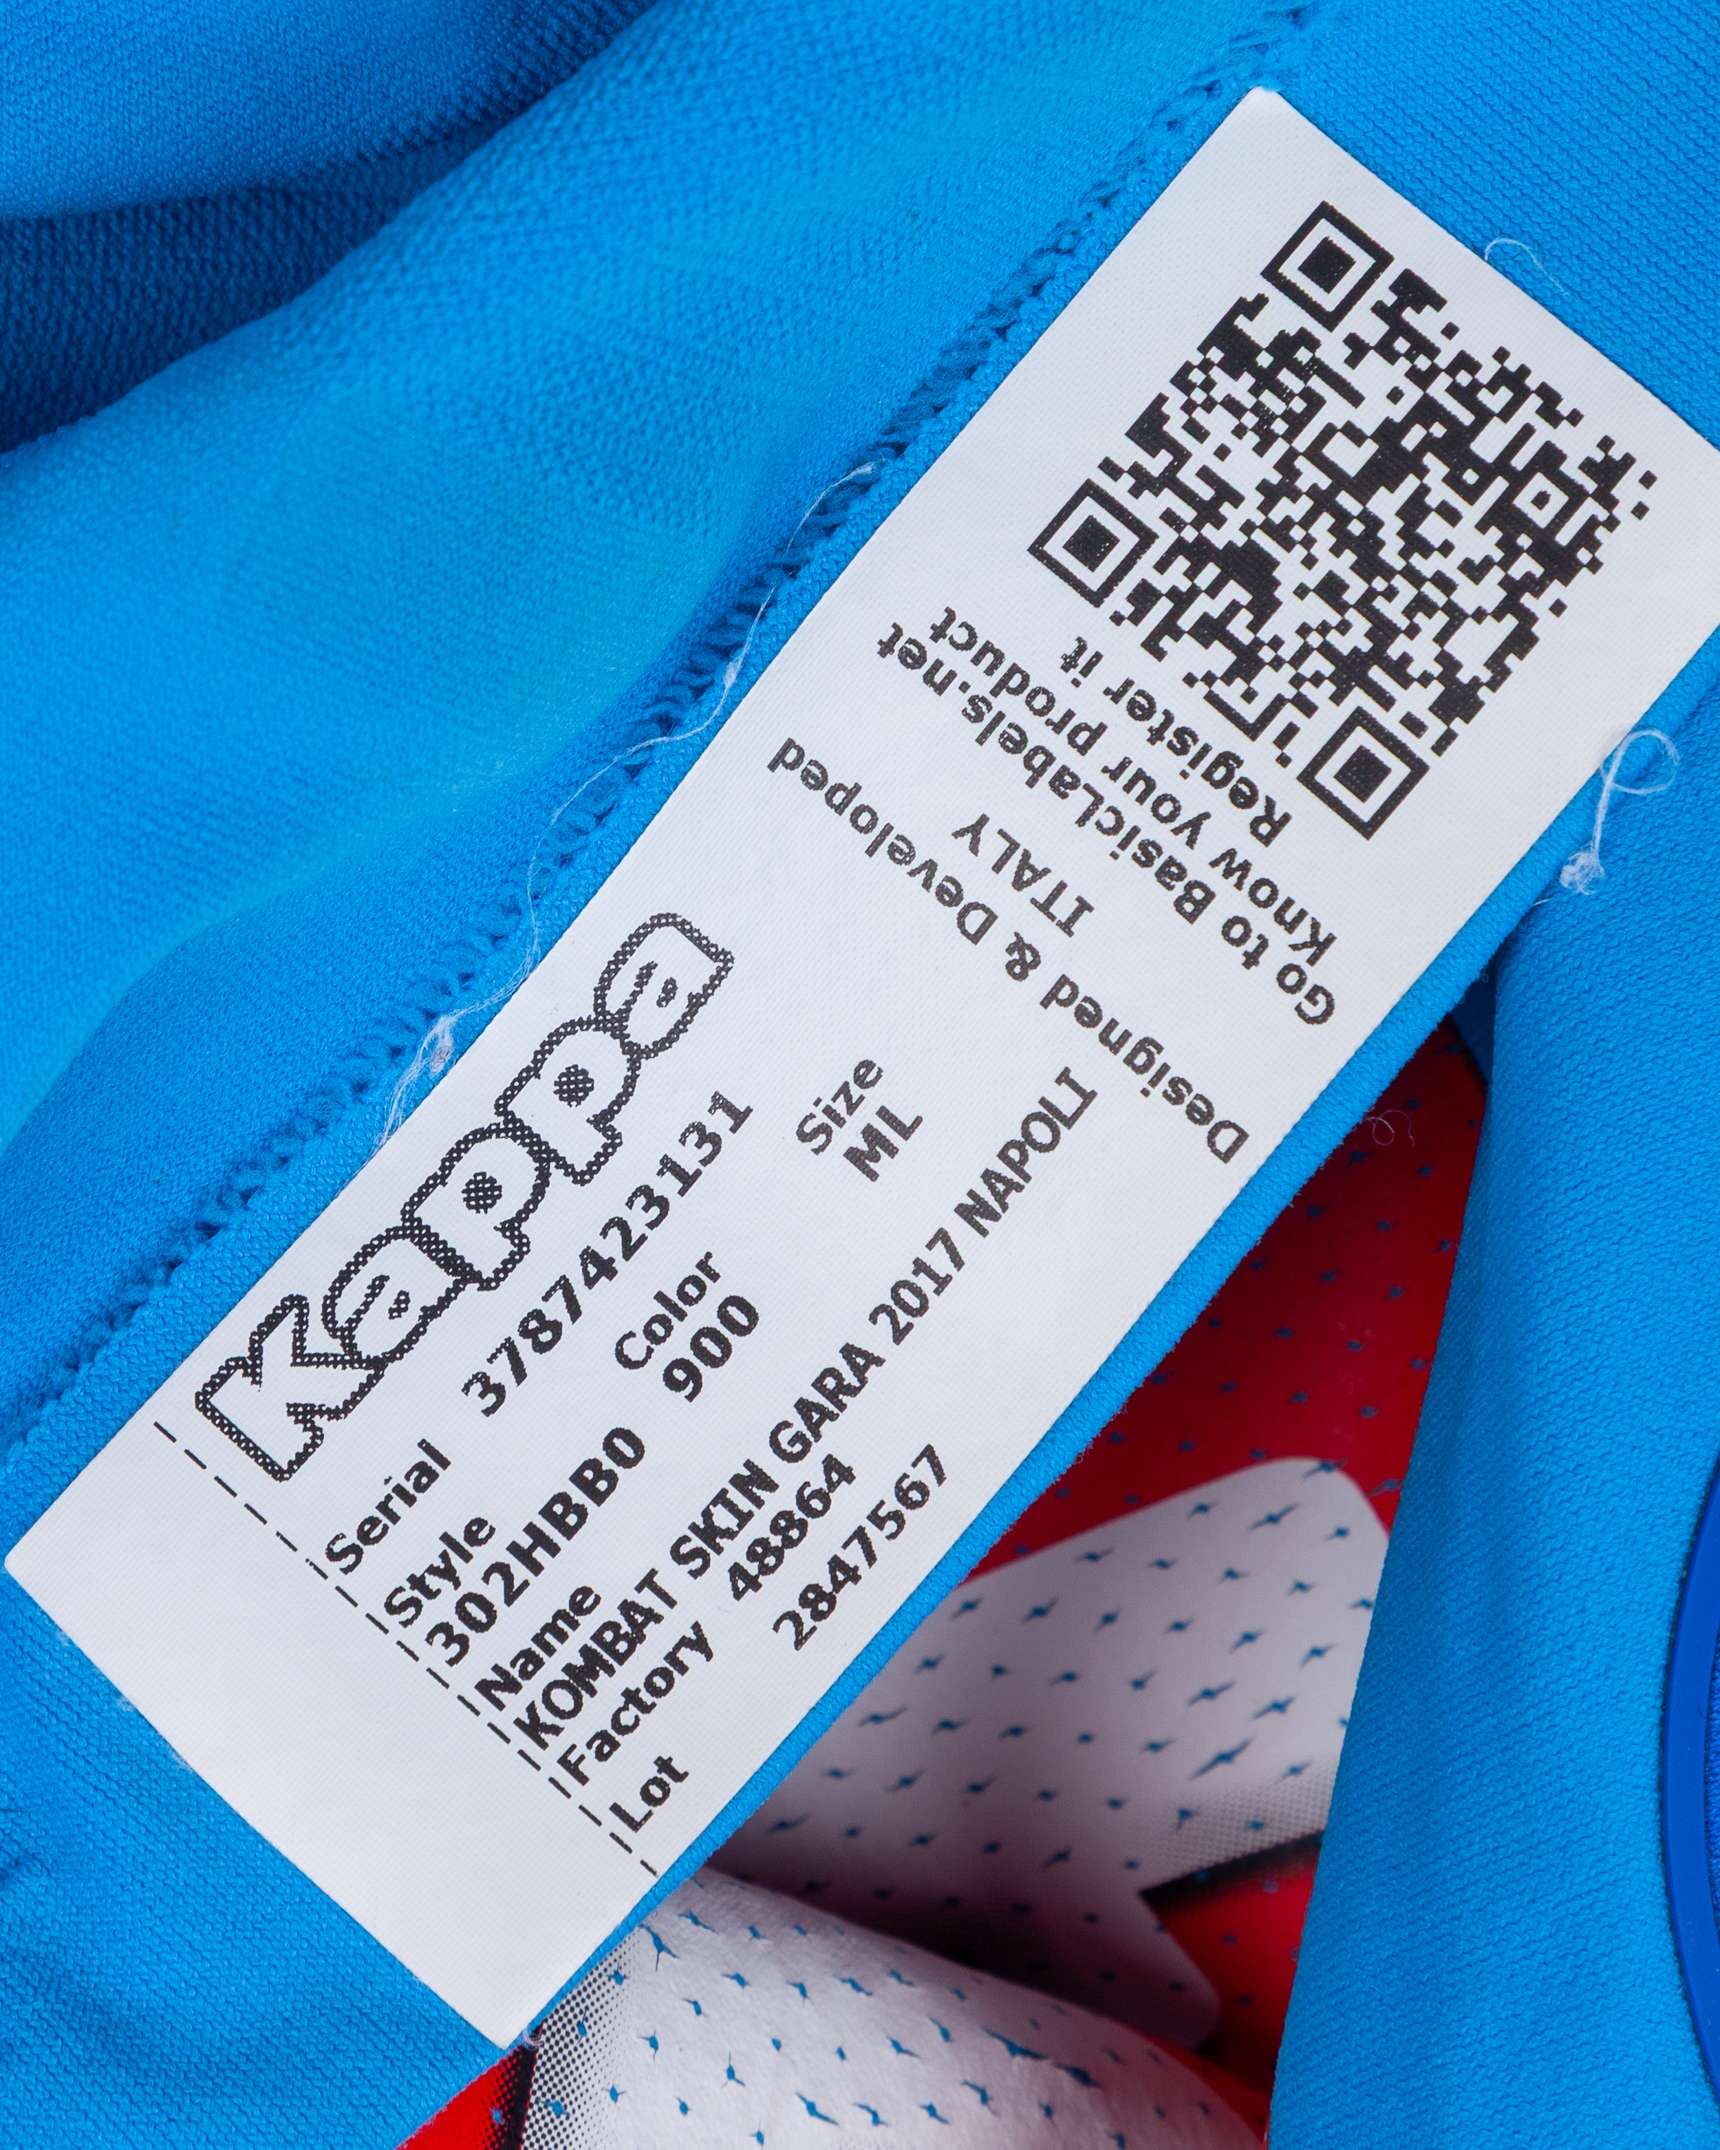 Kappa
Serial 3787423131
Style Color Size
302HBB0 900 ML
Name
KOMBAT SKIN GARA 2017 NAPOLI
Factory 48864
Lot 2847567
Designed & Developped
ITALY
Go to BasicLabels.net
Know your product
Register it